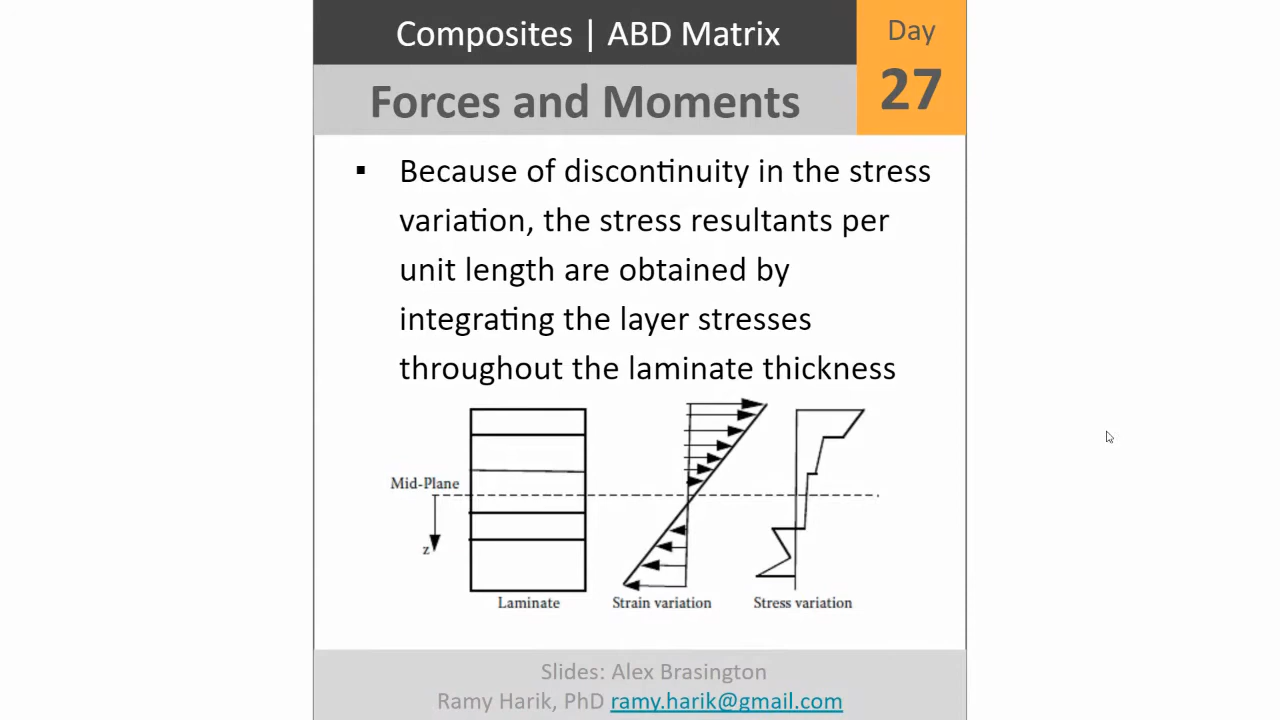 Composites | ABD Matrix
Day
27
Forces and Moments
▪ Because of discontinuity in the stress
variation, the stress resultants per
unit length are obtained by
integrating the layer stresses
throughout the laminate thickness
Mid-Plane
z
Laminate
Strain variation
Stress variation
Slides: Alex Brasington
Ramy Harik, PhD ramy.harik@gmail.com